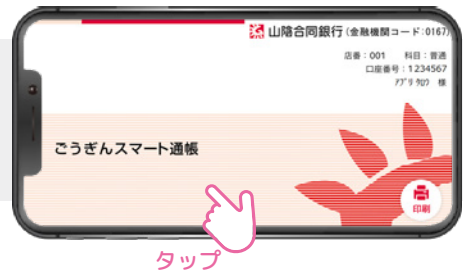 山陰合同銀行(金融機関コード:0167)
店番:001 科目:普通
口座番号:1234567
アプリ タロウ 様
ごうぎんスマート通帳
印刷
タップ